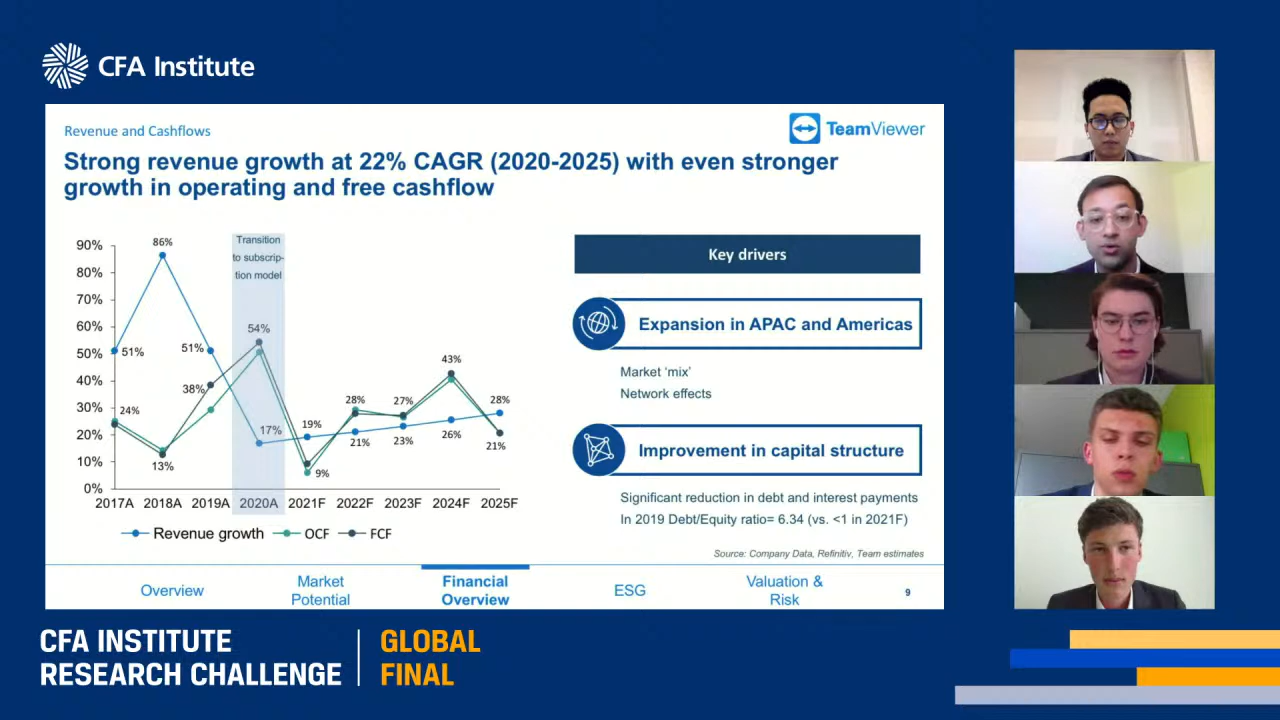 CFA Institute
Revenue and Cashflows
TeamViewer
Strong revenue growth at 22% CAGR (2020-2025) with even stronger
growth in operating and free cashflow
90%
80%
70%
60%
50%
40%
30%
20%
10%
0%
Transition
to subscrip-
tion model
86%
51%
51%
54%
38%
24%
13%
17%
19%
9%
28%
21%
27%
23%
43%
26%
28%
21%
2017A 2018A 2019A 2020A 2021F 2022F 2023F 2024F 2025F
Revenue growth OCF FCF
Key drivers
Expansion in APAC and Americas
Market ‘mix’
Network effects
Improvement in capital structure
Significant reduction in debt and interest payments
In 2019 Debt/Equity ratio= 6.34 (vs. <1 in 2021F)
Source: Company Data, Refinitiv, Team estimates
Overview
Market
Potential
Financial
Overview
ESG
Valuation &
Risk
9
CFA INSTITUTE
RESEARCH CHALLENGE
GLOBAL
FINAL